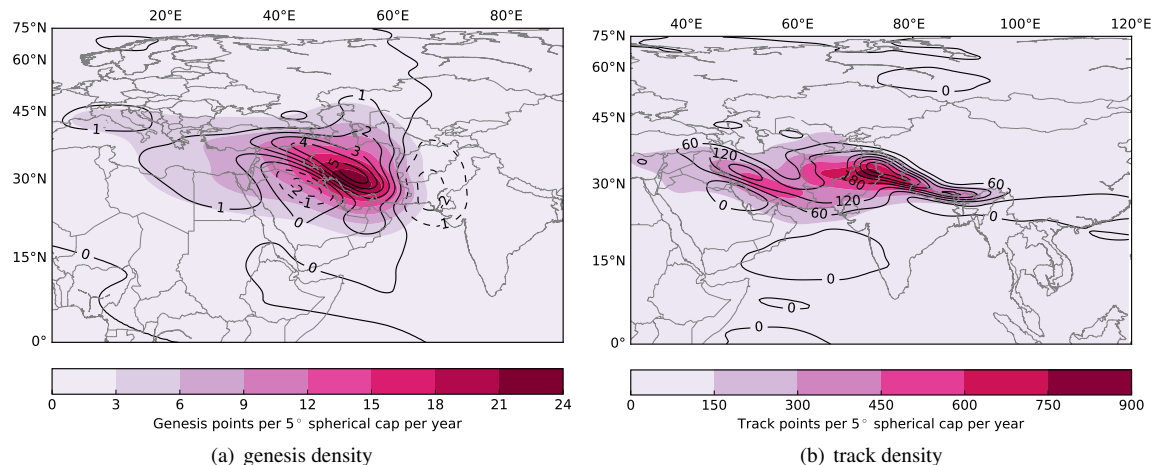 20°E 40°E 60°E 80°E
75°N
60°N
45°N
30°N
15°N
0°
1
1
1
2
3
4
5
-2
-1
0
0
0
-2
-1
0 3 6 9 12 15 18 21 24
Genesis points per 5° spherical cap per year
(a) genesis density
40°E 60°E 80°E 100°E 120°E
75°N
60°N
45°N
30°N
15°N
0°
0
60
120
180
120
60
60
0
0
0
0
0
0 150 300 450 600 750 900
Track points per 5° spherical cap per year
(b) track density